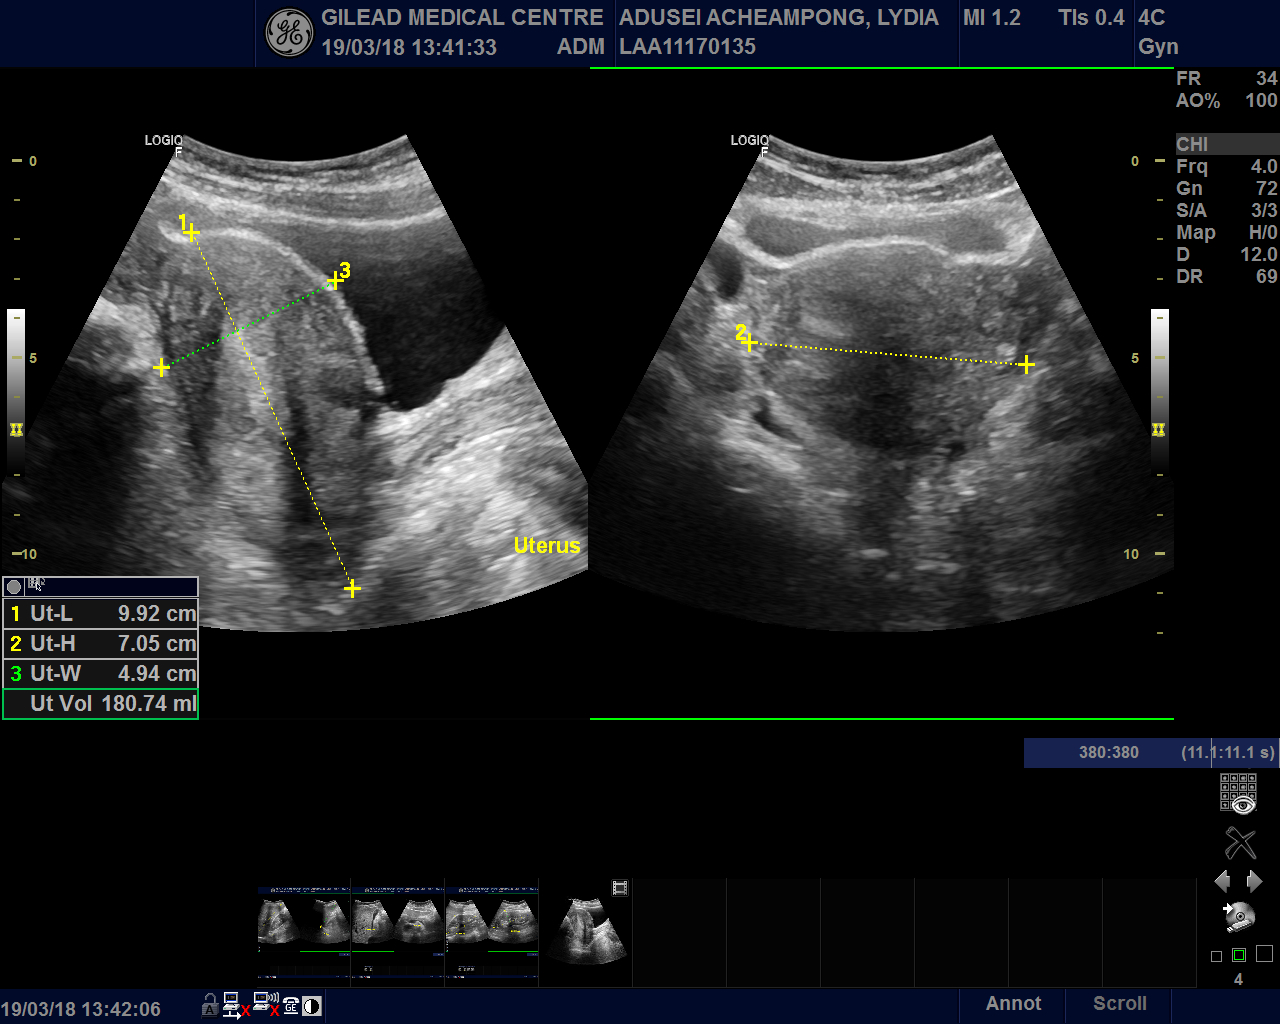 GILEAD MEDICAL CENTRE
19/03/18 13:41:33 ADM
ADUSEI ACHEAMPONG, LYDIA
LAA11170135
MI 1.2 TIs 0.4
4C
Gyn
FR 34
AO% 100
CHI
Frq 4.0
Gn 72
S/A 3/3
Map H/0
D 12.0
DR 69
LOGIQ
F
LOGIQ
F
0
5
10
0
5
10
1
3
1
2
Uterus
1 Ut-L 9.92 cm
2 Ut-H 7.05 cm
3 Ut-W 4.94 cm
Ut Vol 180.74 ml
380:380 (11.1:11.1 s)
4
19/03/18 13:42:06
A
GE
Annot
Scroll